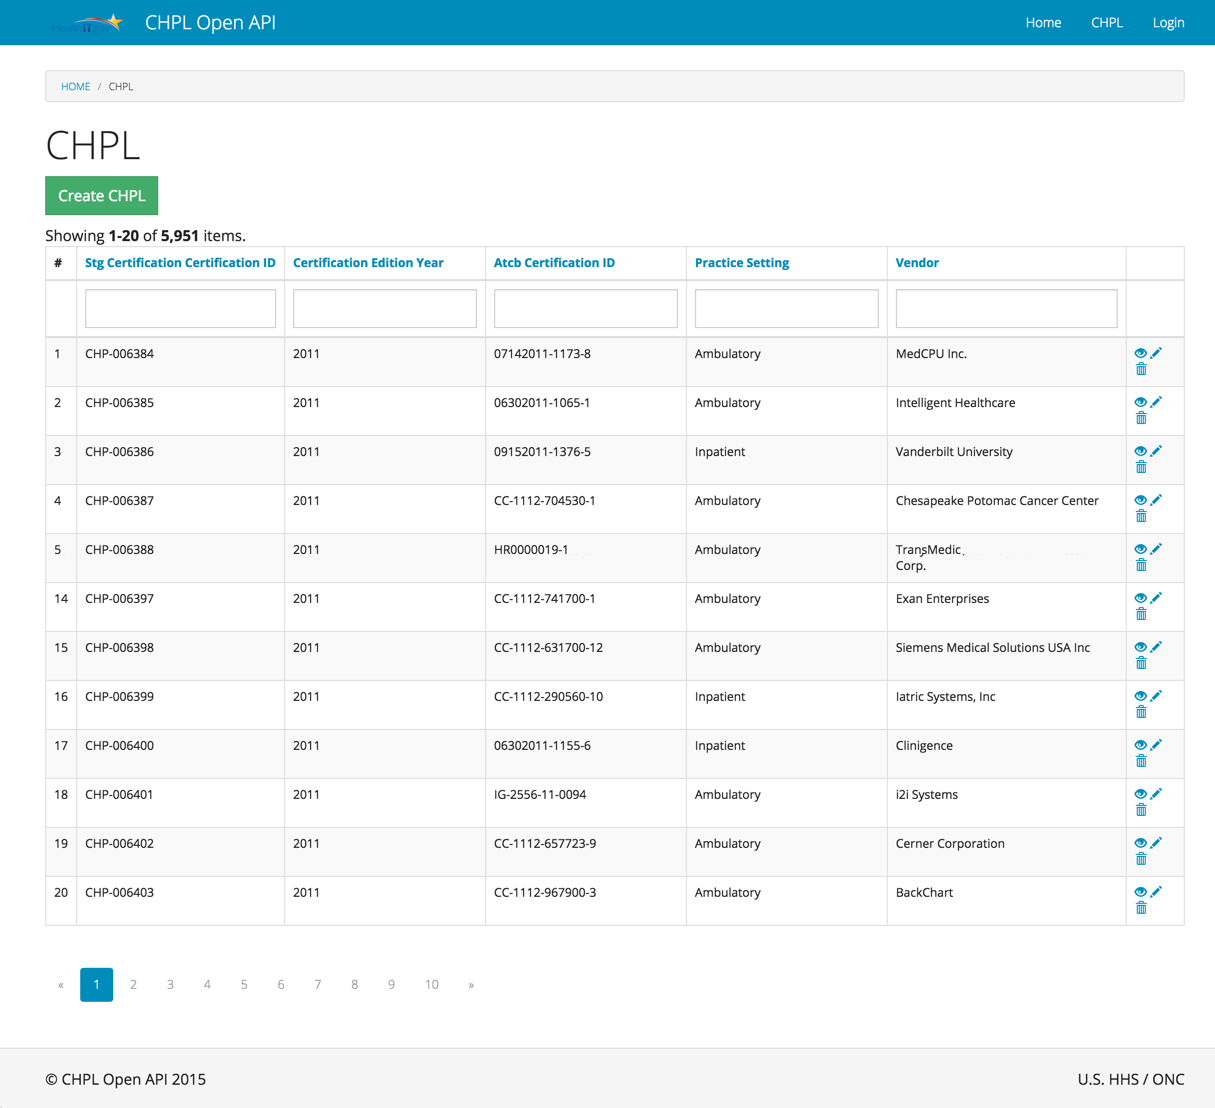 HealthIT.gov CHPL Open API Home CHPL Login
HOME / CHPL
CHPL
Create CHPL
Showing 1-20 of 5,951 items.
# Stg Certification Certification ID Certification Edition Year Atcb Certification ID Practice Setting Vendor
1 CHP-006384 2011 07142011-1173-8 Ambulatory MedCPU Inc.
2 CHP-006385 2011 06302011-1065-1 Ambulatory Intelligent Healthcare
3 CHP-006386 2011 09152011-1376-5 Inpatient Vanderbilt University
4 CHP-006387 2011 CC-1112-704530-1 Ambulatory Chesapeake Potomac Cancer Center
5 CHP-006388 2011 HR0000019-1 Ambulatory TransMedic,
Corp.
14 CHP-006397 2011 CC-1112-741700-1 Ambulatory Exan Enterprises
15 CHP-006398 2011 CC-1112-631700-12 Ambulatory Siemens Medical Solutions USA Inc
16 CHP-006399 2011 CC-1112-290560-10 Inpatient Iatric Systems, Inc
17 CHP-006400 2011 06302011-1155-6 Inpatient Clinigence
18 CHP-006401 2011 IG-2556-11-0094 Ambulatory i2i Systems
19 CHP-006402 2011 CC-1112-657723-9 Ambulatory Cerner Corporation
20 CHP-006403 2011 CC-1112-967900-3 Ambulatory BackChart
« 1 2 3 4 5 6 7 8 9 10 »
© CHPL Open API 2015 U.S. HHS / ONC